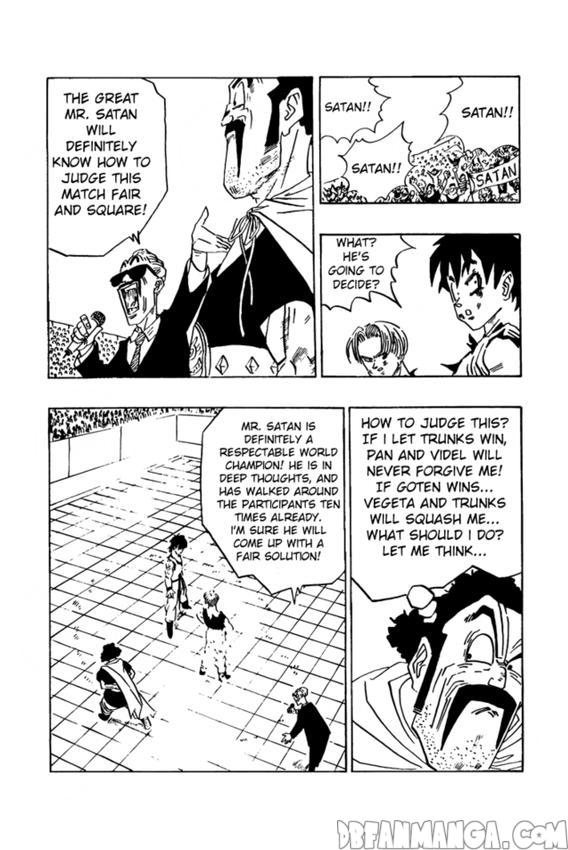 THE GREAT
MR. SATAN
WILL
DEFINITELY
KNOW HOW TO
JUDGE THIS
MATCH FAIR
AND SQUARE!
SATAN!!
SATAN!!
SATAN!!
SATAN
WHAT?
HE'S
GOING TO
DECIDE?
MR. SATAN IS
DEFINITELY A
RESPECTABLE WORLD
CHAMPION! HE IS IN
DEEP THOUGHTS, AND
HAS WALKED AROUND
THE PARTICIPANTS TEN
TIMES ALREADY.
I'M SURE HE WILL
COME UP WITH A
FAIR SOLUTION!
HOW TO JUDGE THIS?
IF I LET TRUNKS WIN,
PAN AND VIDEL WILL
NEVER FORGIVE ME!
IF GOTEN WINS...
VEGETA AND TRUNKS
WILL SQUASH ME...
WHAT SHOULD I DO?
LET ME THINK...
DBFANMANGA.COM